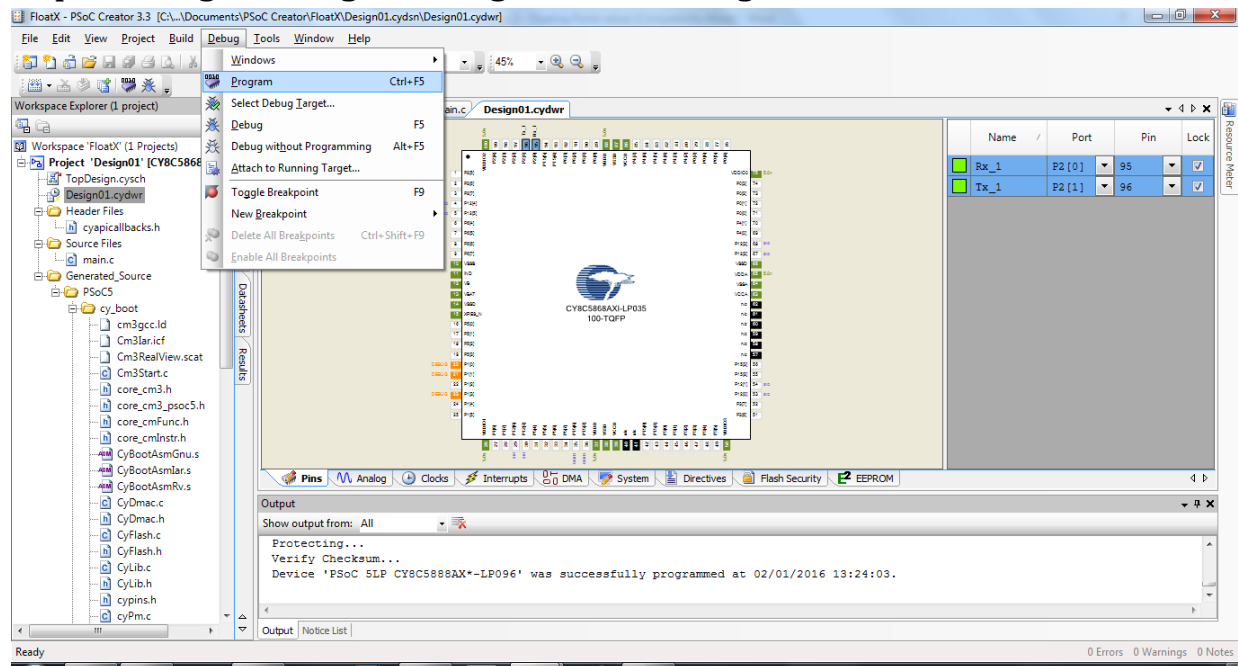 FloatX - PSoC Creator 3.3 [C:\...\Documents\PSoC Creator\FloatX\Design01.cydsn\Design01.cydwr]
File Edit View Project Build Debug Tools Window Help
45%
Windows
Program Ctrl+F5
Select Debug Target...
Debug F5
Debug without Programming Alt+F5
Attach to Running Target...
Toggle Breakpoint F9
New Breakpoint
Delete All Breakpoints Ctrl+Shift+F9
Enable All Breakpoints
Workspace Explorer (1 project)
Workspace 'FloatX' (1 Projects)
Project 'Design01' [CY8C5868
TopDesign.cysch
Design01.cydwr
Header Files
cyapicallbacks.h
Source Files
main.c
Generated_Source
PSoC5
cy_boot
cm3gcc.ld
Cm3Iar.icf
Cm3RealView.scat
Cm3Start.c
core_cm3.h
core_cm3_psoc5.h
core_cmFunc.h
core_cmInstr.h
CyBootAsmGnu.s
CyBootAsmIar.s
CyBootAsmRv.s
CyDmac.c
CyDmac.h
CyFlash.c
CyFlash.h
CyLib.c
CyLib.h
cypins.h
cyPm.c
Datasheets
Results
ain.c Design01.cydwr
CY8C5868AXI-LP035
100-TQFP
Name Port Pin Lock
Rx_1 P2[0] 95
Tx_1 P2[1] 96
Resource Meter
Pins Analog Clocks Interrupts DMA System Directives Flash Security EEPROM
Output
Show output from: All
Protecting...
Verify Checksum...
Device 'PSoC 5LP CY8C5888AX*-LP096' was successfully programmed at 02/01/2016 13:24:03.
Output Notice List
Ready
0 Errors 0 Warnings 0 Notes